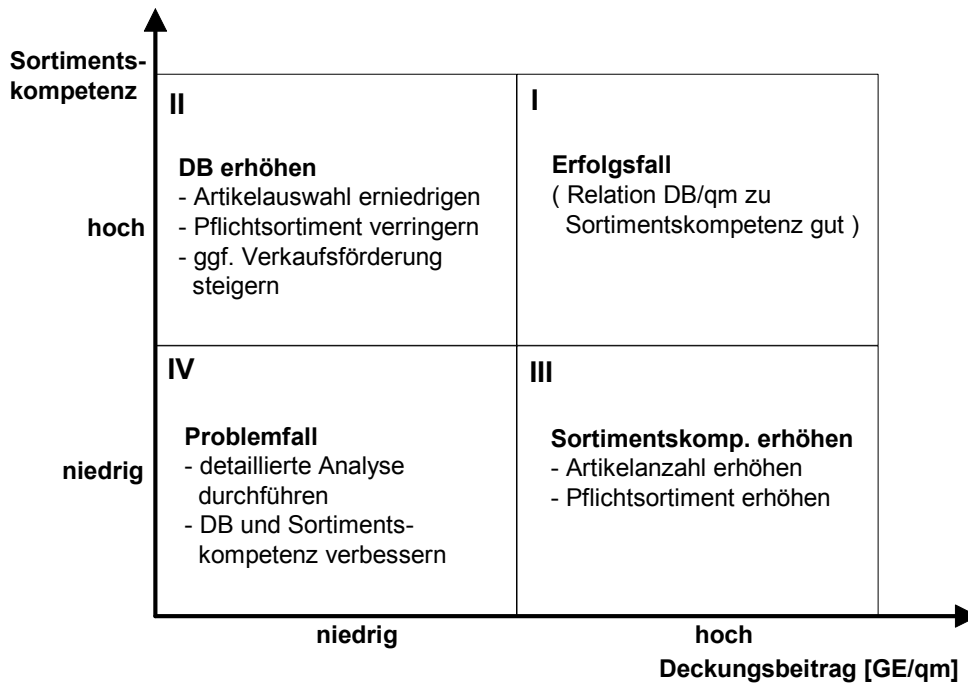 Sortiments-
kompetenz
II
DB erhöhen
- Artikelauswahl erniedrigen
- Pflichtsortiment verringern
- ggf. Verkaufsförderung
steigern
I
Erfolgsfall
( Relation DB/qm zu
Sortimentskompetenz gut )
hoch
IV
Problemfall
- detaillierte Analyse
durchführen
- DB und Sortiments-
kompetenz verbessern
III
Sortimentskomp. erhöhen
- Artikelanzahl erhöhen
- Pflichtsortiment erhöhen
niedrig
niedrig
hoch
Deckungsbeitrag [GE/qm]